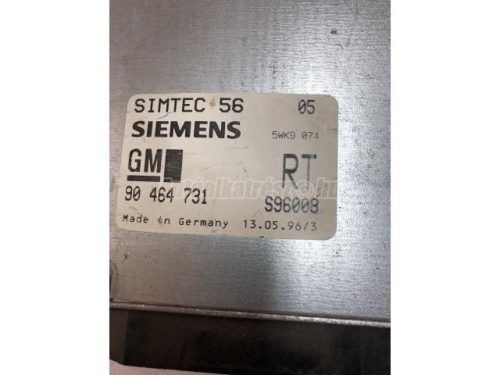 SIMTEC 56 05
SIEMENS 5WK9 074
GM RT
90 464 731 S96008
Made in Germany 13.05.96/3